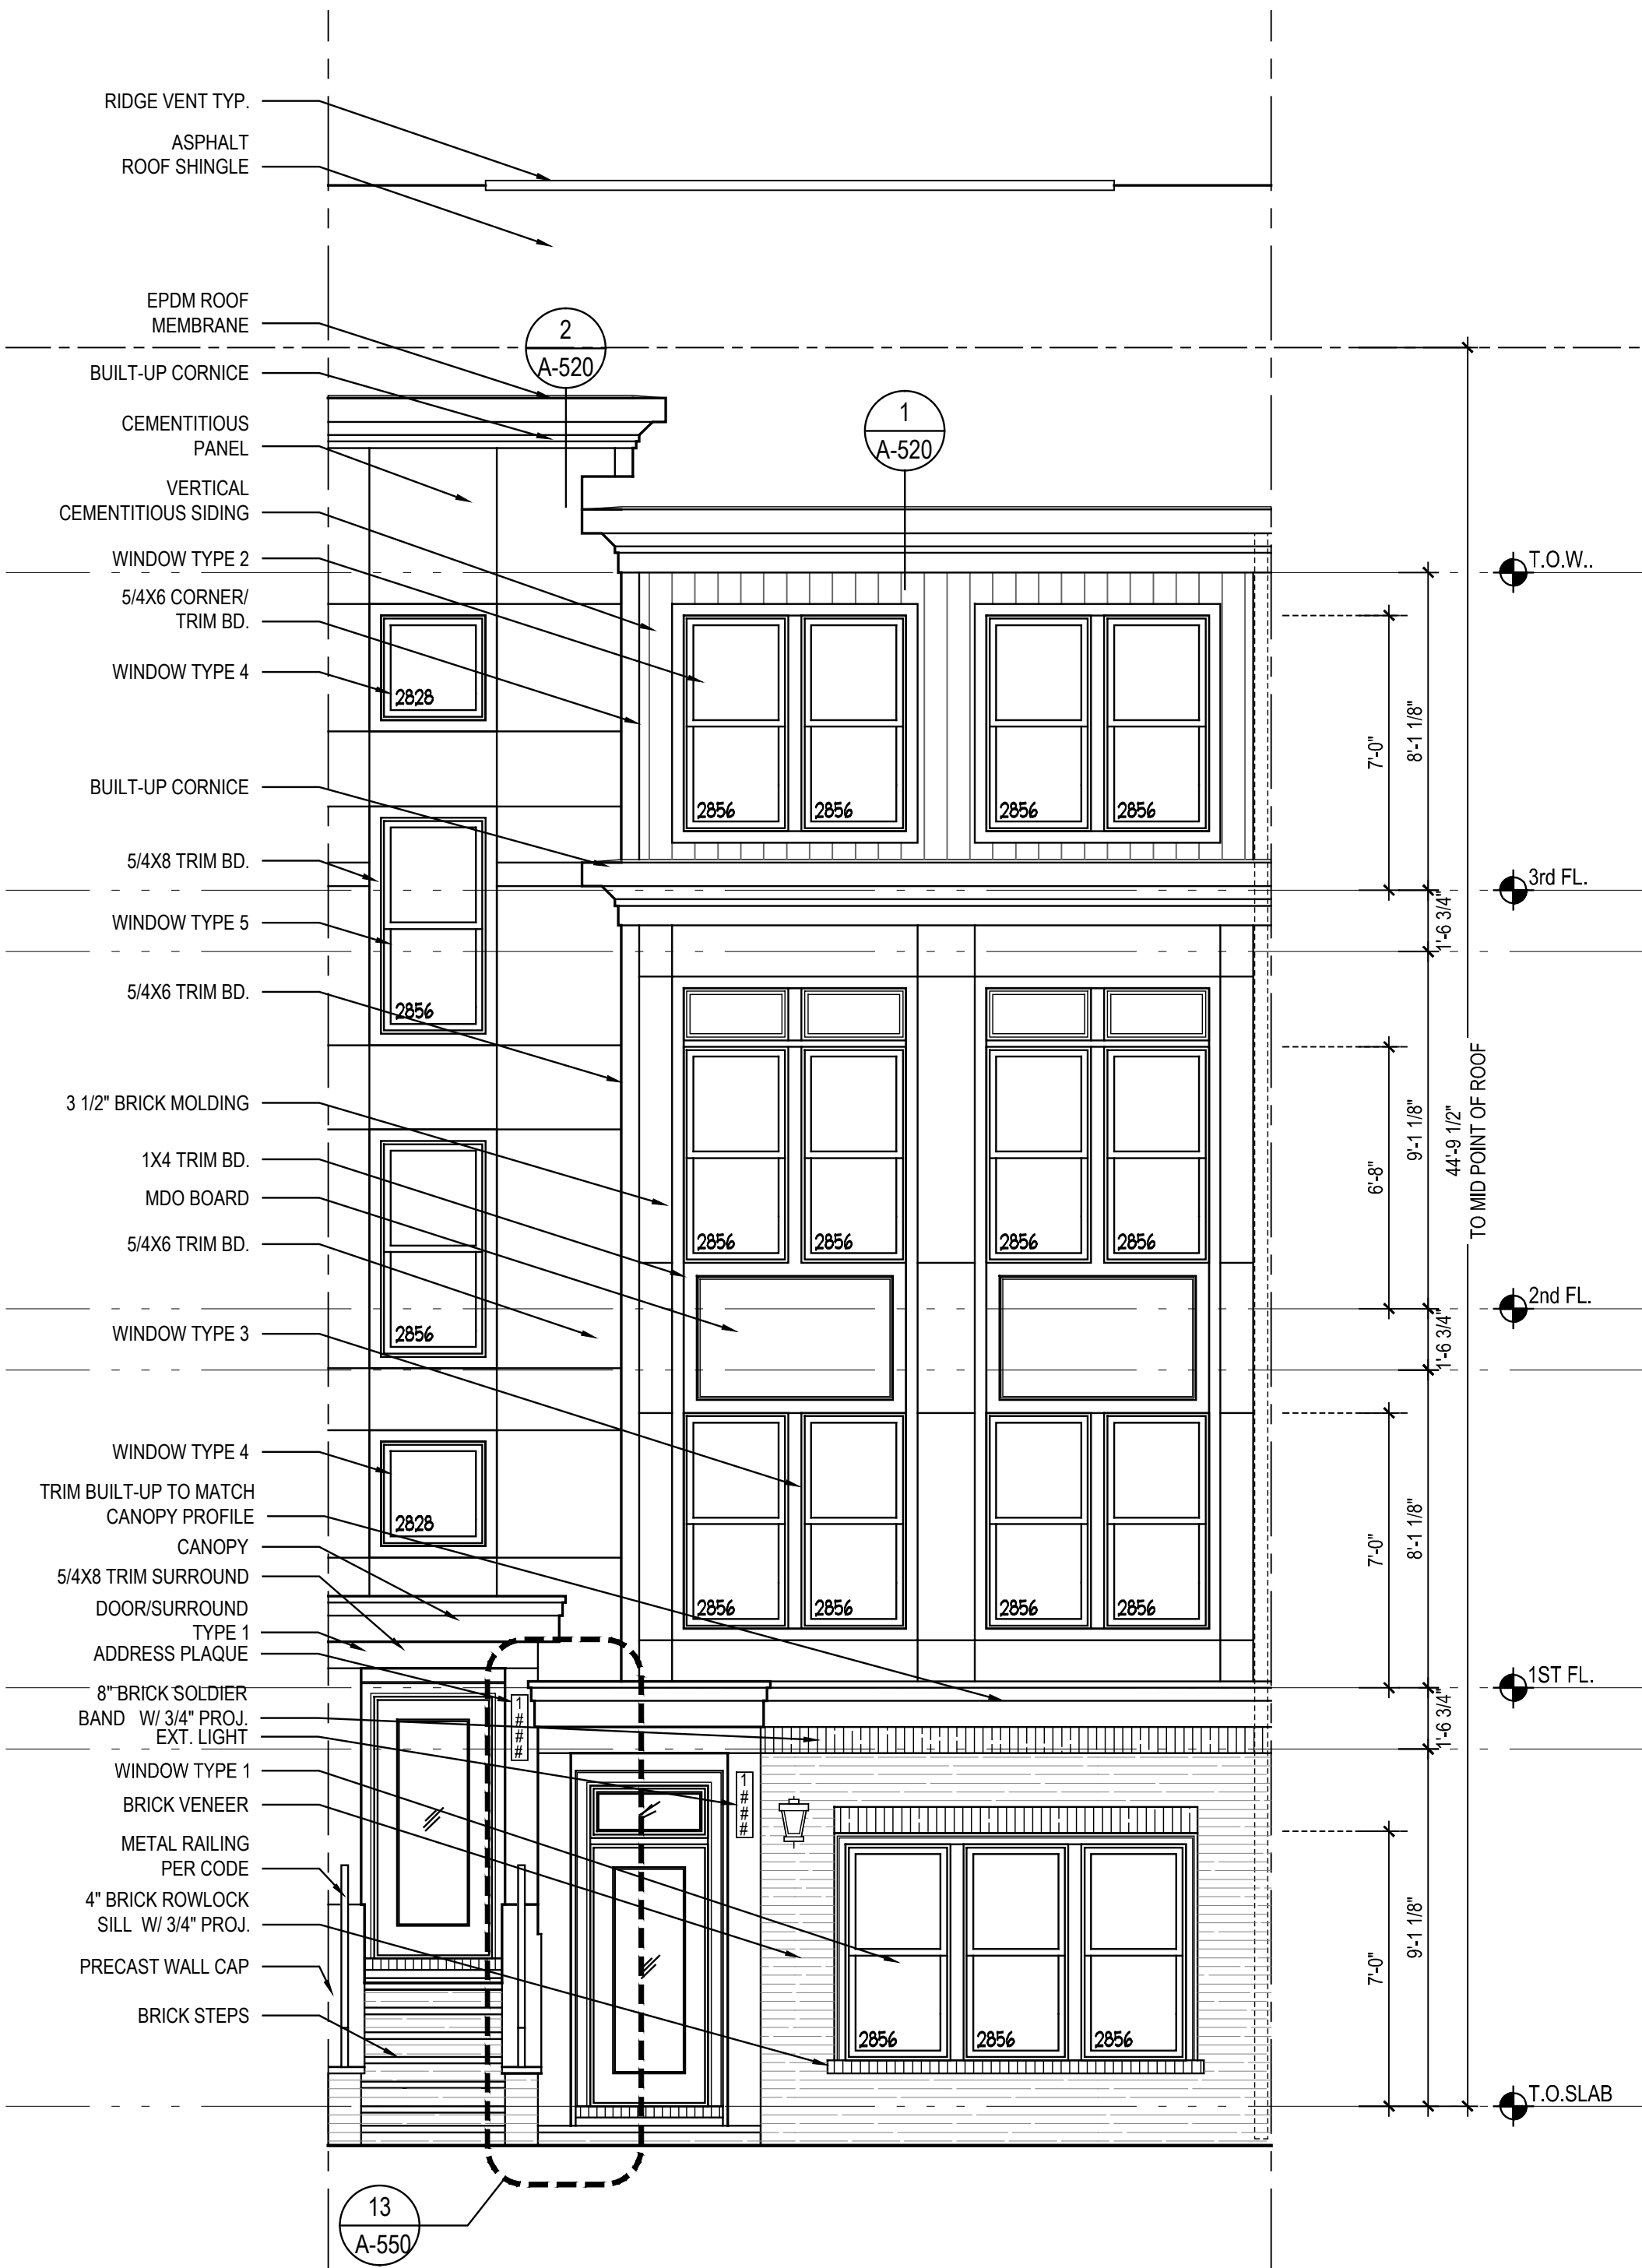 RIDGE VENT TYP.
ASPHALT
ROOF SHINGLE
EPDM ROOF
MEMBRANE
BUILT-UP CORNICE
CEMENTITIOUS
PANEL
VERTICAL
CEMENTITIOUS SIDING
WINDOW TYPE 2
5/4X6 CORNER/
TRIM BD.
WINDOW TYPE 4
BUILT-UP CORNICE
5/4X8 TRIM BD.
WINDOW TYPE 5
5/4X6 TRIM BD.
3 1/2" BRICK MOLDING
1X4 TRIM BD.
MDO BOARD
5/4X6 TRIM BD.
WINDOW TYPE 3
WINDOW TYPE 4
TRIM BUILT-UP TO MATCH
CANOPY PROFILE
CANOPY
5/4X8 TRIM SURROUND
DOOR/SURROUND
TYPE 1
ADDRESS PLAQUE
8" BRICK SOLDIER
BAND W/ 3/4" PROJ.
EXT. LIGHT
WINDOW TYPE 1
BRICK VENEER
METAL RAILING
PER CODE
4" BRICK ROWLOCK
SILL W/ 3/4" PROJ.
PRECAST WALL CAP
BRICK STEPS
2
A-520
1
A-520
13
A-550
2828
2856
2856
2828
2856 2856 2856 2856
2856 2856 2856 2856
2856 2856 2856 2856
2856 2856 2856
1
#
#
#
1
#
#
#
7'-0"
8'-1 1/8"
1'-6 3/4"
6'-8"
9'-1 1/8"
1'-6 3/4"
7'-0"
8'-1 1/8"
1'-6 3/4"
7'-0"
9'-1 1/8"
44'-9 1/2"
TO MID POINT OF ROOF
T.O.W..
3rd FL.
2nd FL.
1ST FL.
T.O.SLAB